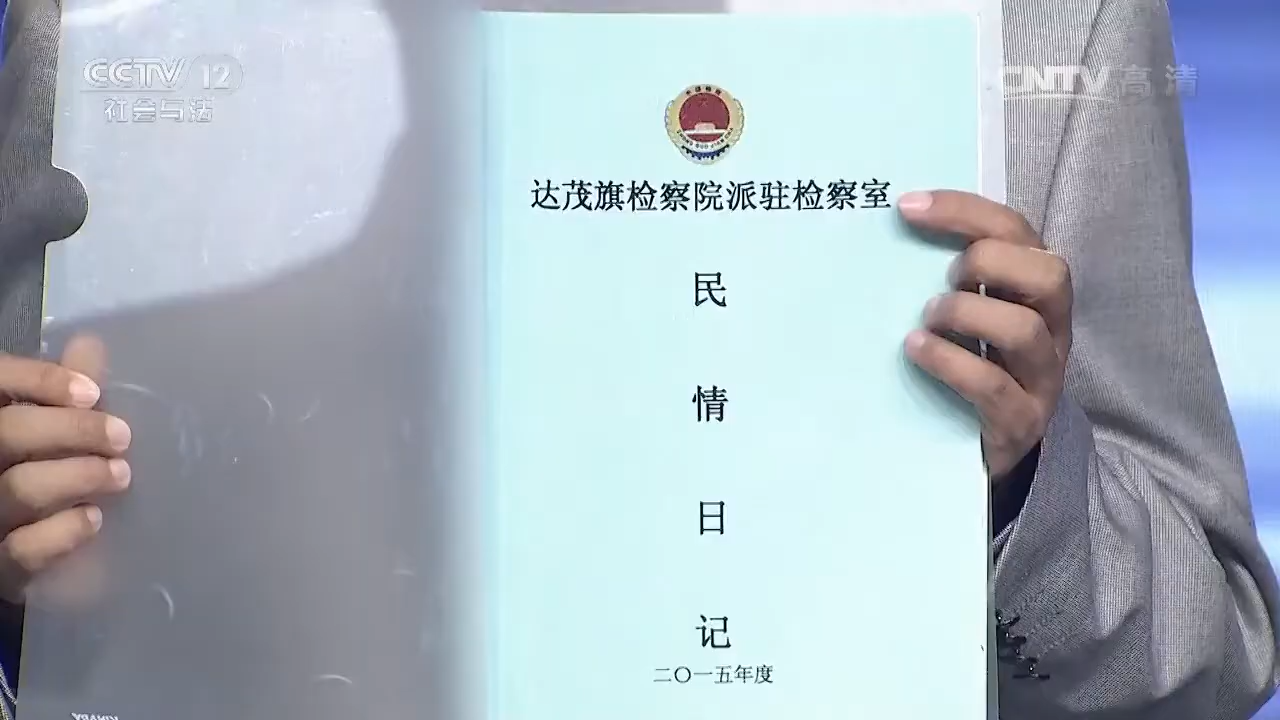 CCTV 12
社会与法
CNTV高清
达茂旗检察院派驻检察室
民
情
日
记
二〇一五年度